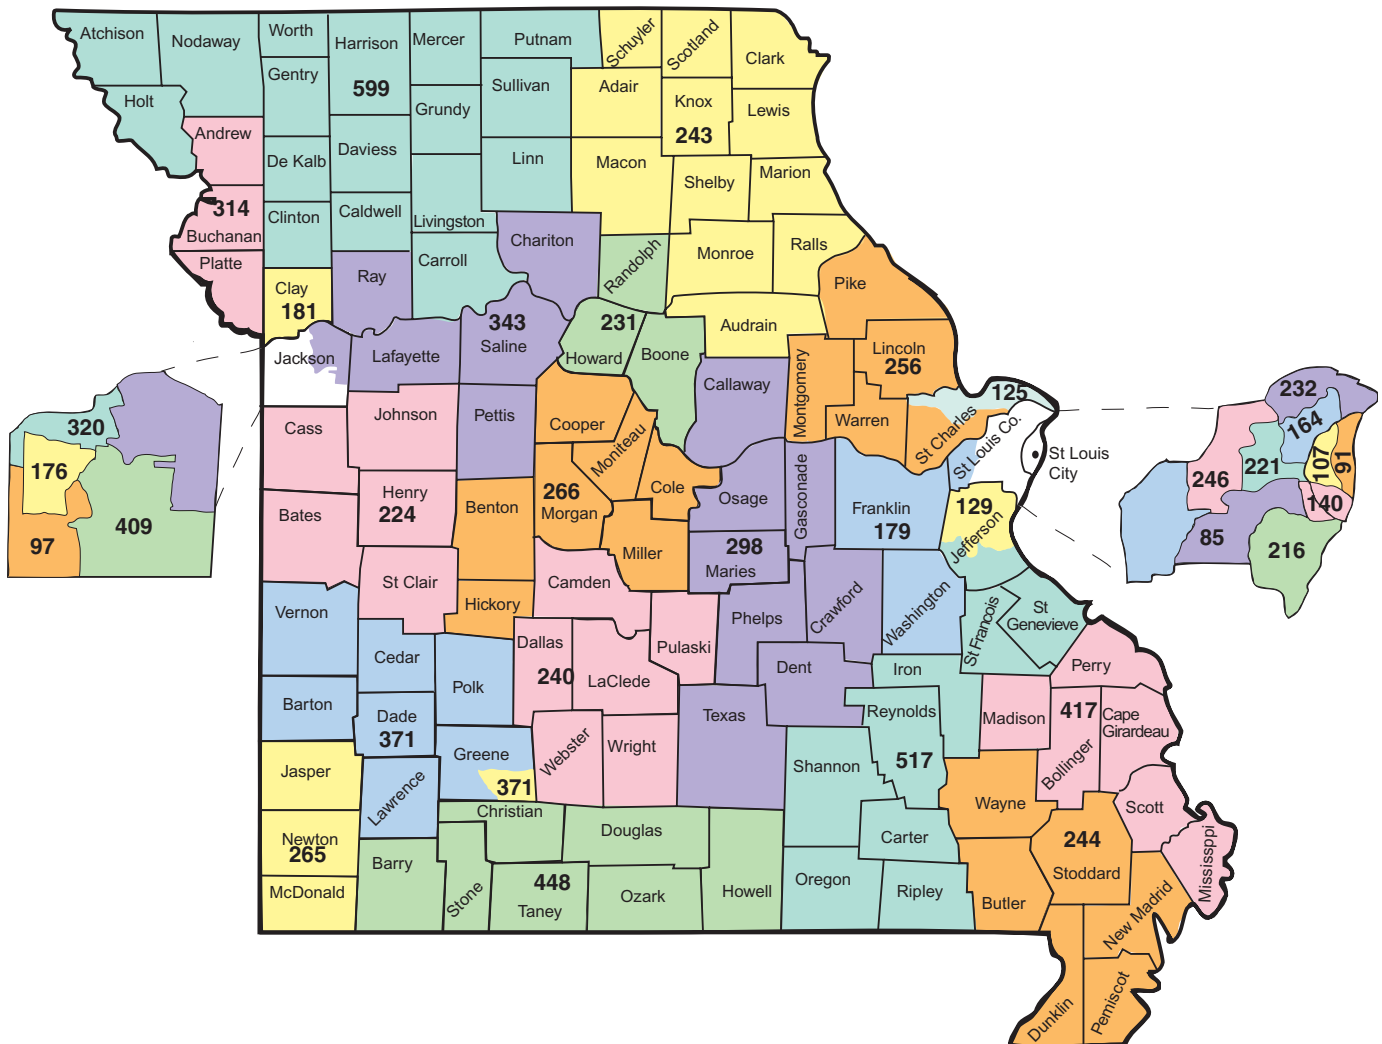 Atchison
Nodaway
Worth
Harrison
Mercer
Putnam
Schuyler
Scotland
Clark
Gentry
599
Sullivan
Adair
Knox
243
Lewis
Holt
Grundy
Andrew
De Kalb
Daviess
Linn
Macon
Shelby
Marion
314
Buchanan
Clinton
Caldwell
Livingston
Chariton
Randolph
Monroe
Ralls
Platte
Clay
181
Ray
Carroll
Pike
343
Saline
231
Howard
Boone
Audrain
Jackson
Lafayette
Callaway
Montgomery
Lincoln
256
Warren
St Charles
125
St Louis Co.
St Louis
City
Cass
Johnson
Pettis
Cooper
Moniteau
Cole
Osage
Gasconade
Franklin
179
129
Jefferson
Bates
Henry
224
Benton
266
Morgan
Miller
298
Maries
St Clair
Camden
Hickory
Phelps
Crawford
Washington
St Francois
St
Genevieve
Vernon
Cedar
Polk
Dallas
240
LaClede
Pulaski
Dent
Iron
Perry
Barton
Dade
371
Texas
Reynolds
517
Madison
417
Bollinger
Cape
Girardeau
Jasper
Lawrence
Greene
371
Webster
Wright
Shannon
Wayne
Scott
Mississppi
Newton
265
Christian
Douglas
Carter
244
Stoddard
McDonald
Barry
Stone
448
Taney
Ozark
Howell
Oregon
Ripley
Butler
New Madrid
Dunklin
Pemiscot
320
176
409
97
232
164
107
91
246
221
140
85
216